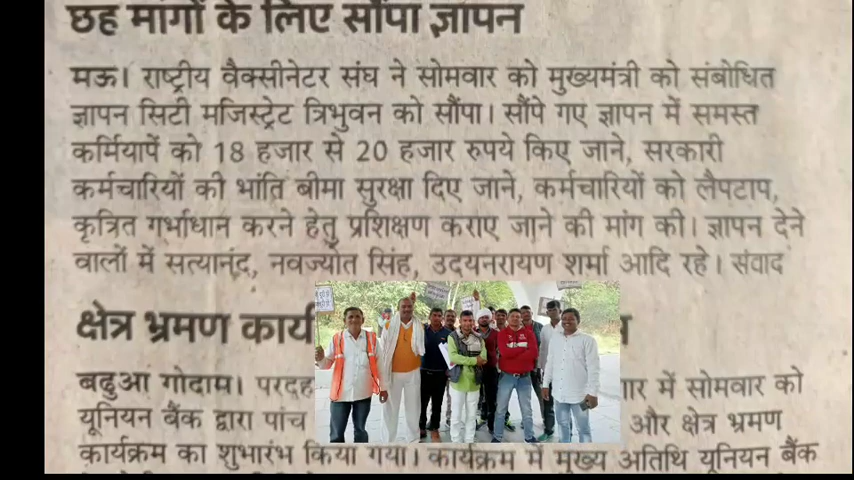 छह मांगों के लिए सौंपा ज्ञापन
मऊ। राष्ट्रीय वैक्सीनेटर संघ ने सोमवार को मुख्यमंत्री को संबोधित
ज्ञापन सिटी मजिस्ट्रेट त्रिभुवन को सौंपा। सौंपे गए ज्ञापन में समस्त
कर्मियापें को 18 हजार से 20 हजार रुपये किए जाने, सरकारी
कर्मचारियों की भांति बीमा सुरक्षा दिए जाने, कर्मचारियों को लैपटाप,
कृत्रित गर्भाधान करने हेतु प्रशिक्षण कराए जाने की मांग की। ज्ञापन देने
वालों में सत्यानंद, नवज्योत सिंह, उदयनरायण शर्मा आदि रहे। संवाद
क्षेत्र भ्रमण
बढुआ गोदाम। में सोमवार को
यूनियन बैंक द्वारा पांच और क्षेत्र भ्रमण
कार्यक्रम का शुभारंभ किया गया। कार्यक्रम में मुख्य अतिथि यूनियन बैंक